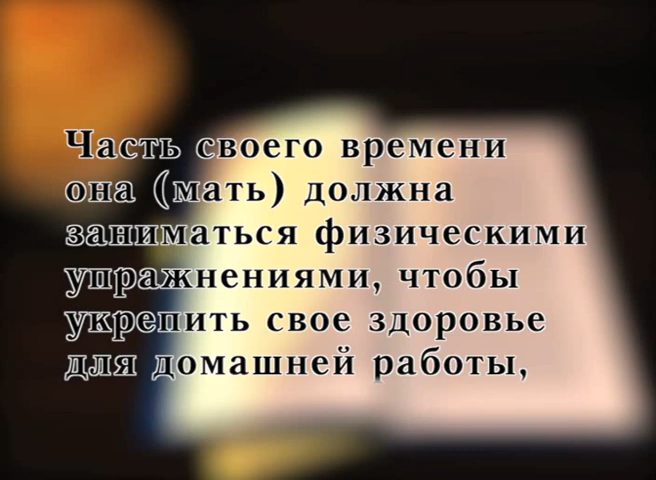 Часть своего времени
она (мать) должна
заниматься физическими
упражнениями, чтобы
укрепить свое здоровье
для домашней работы,